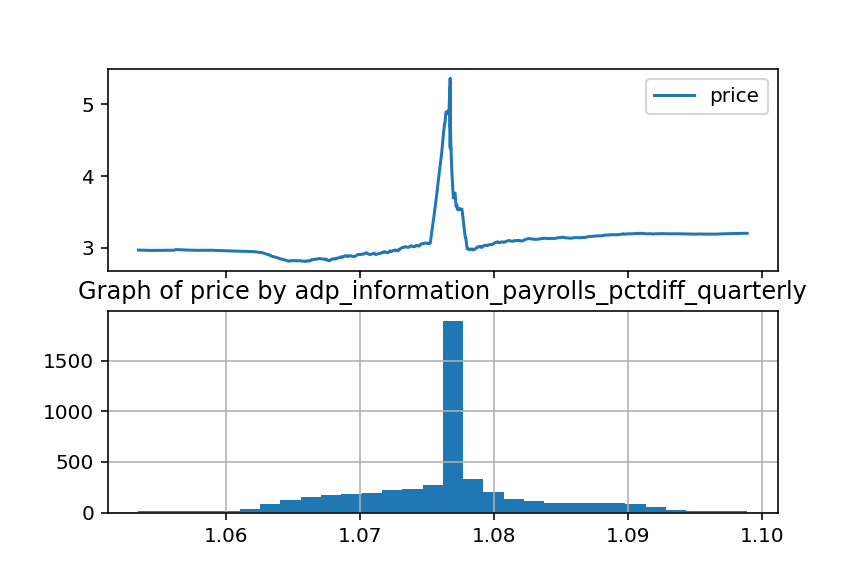 price
5
4
3
Graph of price by adp_information_payrolls_pctdiff_quarterly
1500
1000
500
0
1.06 1.07 1.08 1.09 1.10